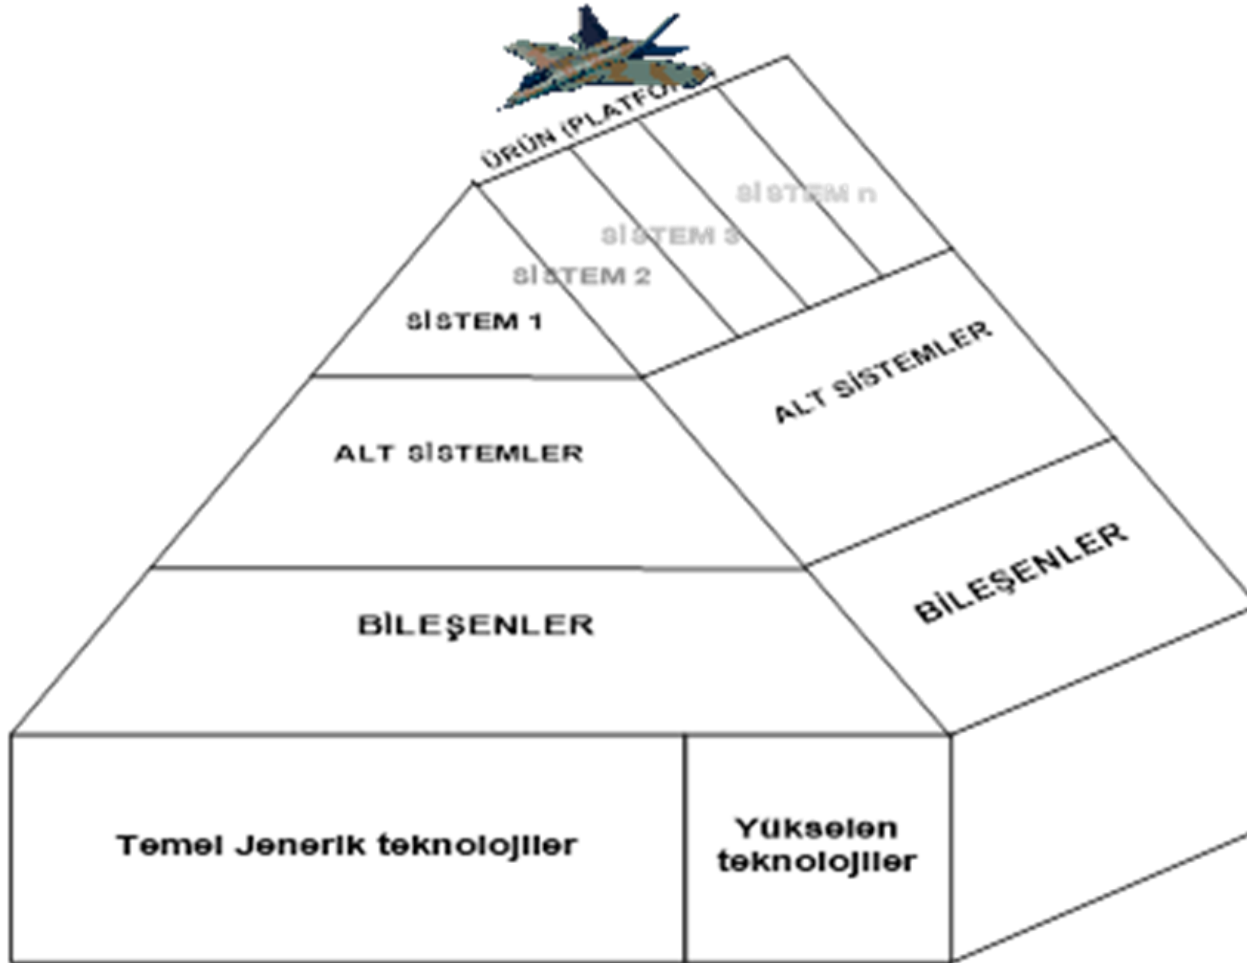 ÜRÜN (PLATFO
SİSTEM n
SİSTEM 3
SİSTEM 2
SİSTEM 1
ALT SİSTEMLER
ALT SİSTEMLER
BİLEŞENLER
BİLEŞENLER
Temel Jenerik teknolojiler
Yükselen
teknolojiler